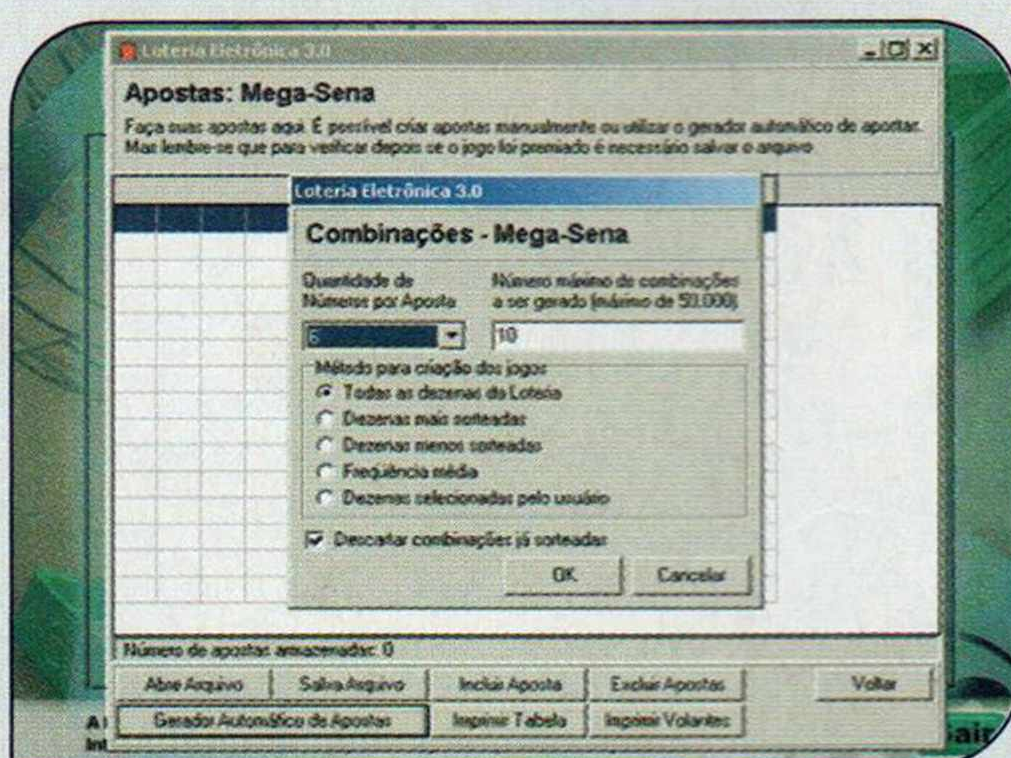 Loteria Eletrônica 3.0
Apostas: Mega-Sena
Faça suas apostas aqui. É possível criar apostas manualmente ou utilizar o gerador automático de apostas.
Mas lembre-se que para verificar depois se o jogo foi premiado é necessário salvar o arquivo
Loteria Eletrônica 3.0
Combinações - Mega-Sena
Quantidade de
Números por Aposta
Número máximo de combinações
a ser gerado (máximo de 50.000)
6
10
Método para criação dos jogos
Todas as dezenas da Loteria
Dezenas mais sorteadas
Dezenas menos sorteadas
Freqüência média
Dezenas selecionadas pelo usuário
Descartar combinações já sorteadas
OK Cancelar
Número de apostas armazenadas: 0
Abre Arquivo Salva Arquivo Incluir Aposta Excluir Apostas Voltar
Gerador Automático de Apostas Imprimir Tabela Imprimir Volantes